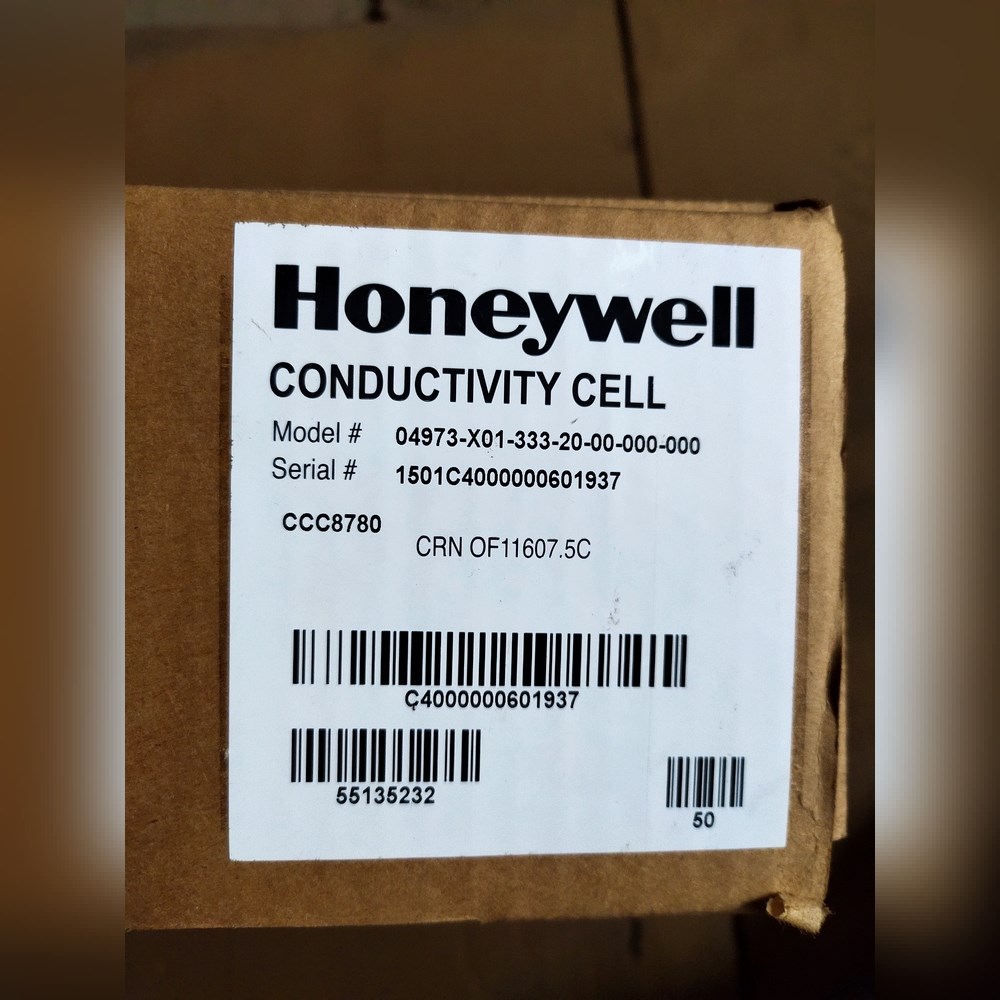 Honeywell
CONDUCTIVITY CELL
Model # 04973-X01-333-20-00-000-000
Serial # 1501C4000000601937
CCC8780
CRN OF11607.5C
C4000000601937
55135232
50